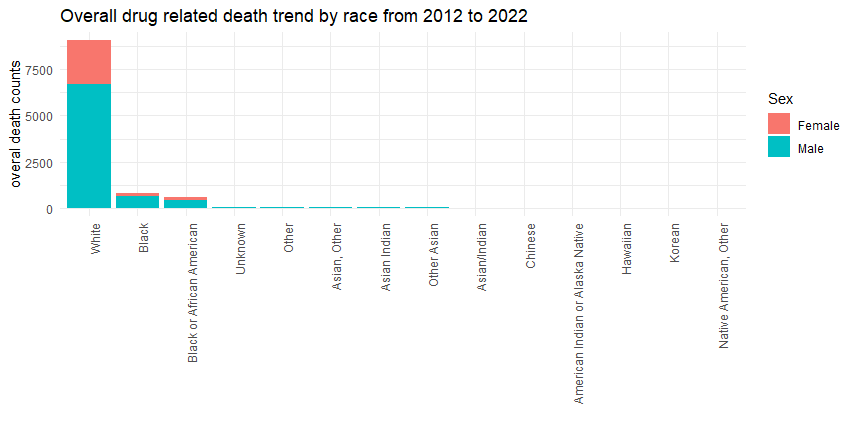 Overall drug related death trend by race from 2012 to 2022
overal death counts
7500
5000
2500
0
White
Black
Black or African American
Unknown
Other
Asian, Other
Asian Indian
Other Asian
Asian/Indian
Chinese
American Indian or Alaska Native
Hawaiian
Korean
Native American, Other
Sex
Female
Male